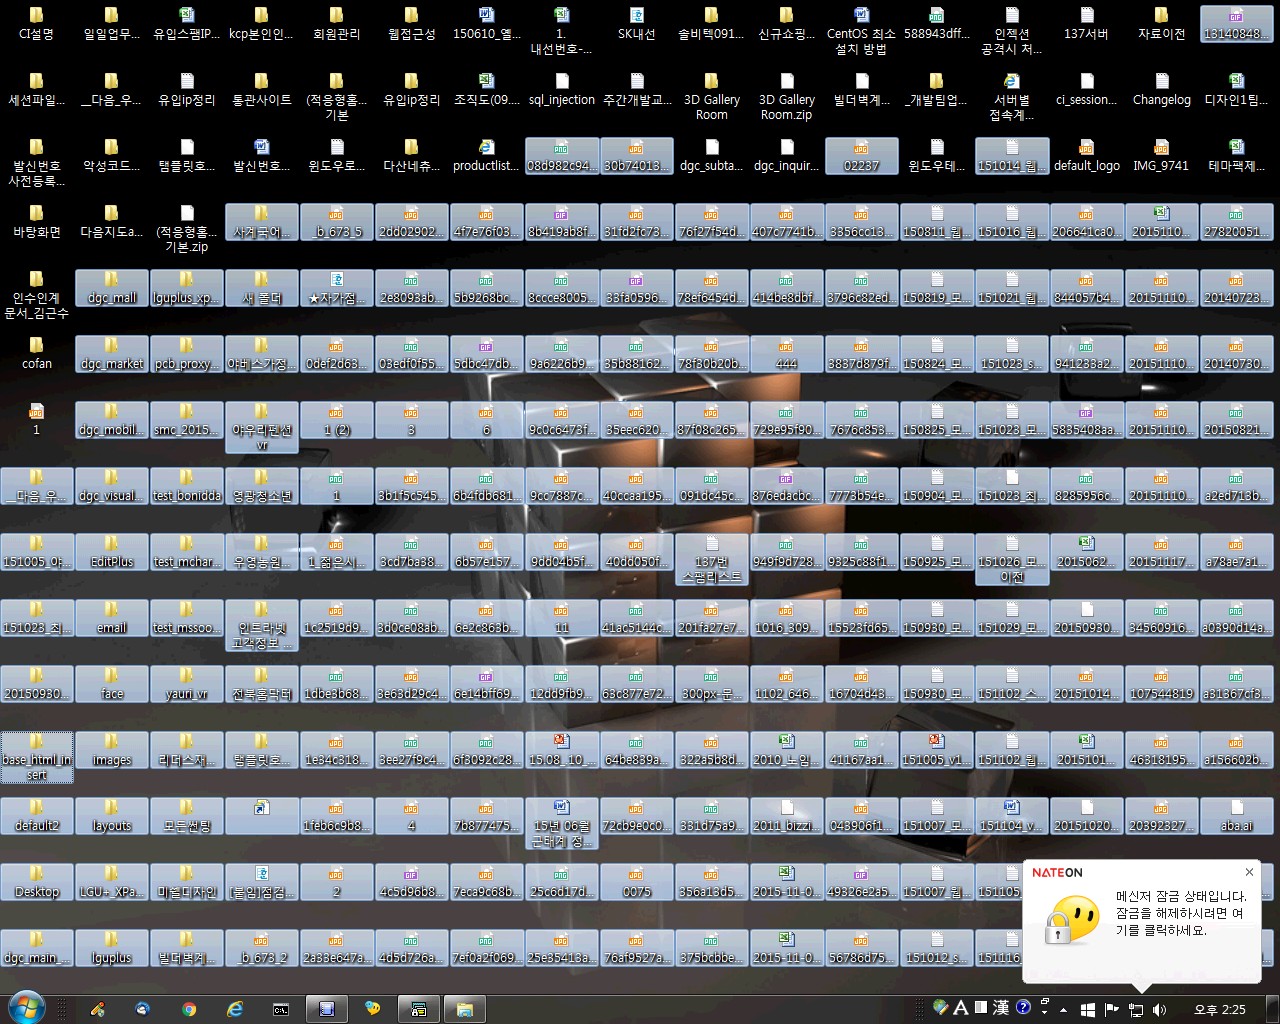 CI설명
일일업무...
유입스팸IP...
kcp본인인...
회원관리
웹접근성
150610_엘...
1.
내선번호-...
SK내선
솔비텍091...
신규쇼핑...
CentOS 최소
설치 방법
588943dff...
인젝션
공격시 처...
137서버
자료이전
13140848...
세션파일...
__다음_우...
유입ip정리
통관사이트
(적응형홈...
기본
유입ip정리
조직도(09....
sql_injection
주간개발교...
3D Gallery
Room
3D Gallery
Room.zip
빌더벽계...
_개발팀업...
서버별
접속계...
ci_session...
Changelog
디자인1팀...
발신번호
사전등록...
악성코드...
탬플릿호...
발신번호...
윈도우로...
다산네츄...
productlist...
08d982c94...
30b74013...
dgc_subta...
dgc_inquir...
02237
윈도우테...
151014_웹...
default_logo
IMG_9741
테마팩제...
바탕화면
다음지도a...
(적응형홈...
기본.zip
사계국어...
_b_673_5
2dd02902...
4f7e76f03...
8b419ab8f...
31fd2fc73...
76f27f54d...
407c7741b...
3356cc13...
150811_웹...
151016_웹...
206641ca0...
2015110...
27820051...
인수인계
문서_김근수
dgc_mall
lguplus_xp...
새 폴더
★자가점...
2e8093ab...
5b9268bc...
8ccce8005...
33fa0596...
78ef6454d...
414be8dbf...
3796c82ed...
150819_모...
151021_웹...
844057b4...
20151110...
20140723...
cofan
dgc_market
pcb_proxy...
아베스가정...
0def2d63...
03edf0f55...
5dbc47db...
9a6226b9...
35b88162...
78f30b20b...
444
3837d879f...
150824_모...
151023_s...
941233a2...
20151110...
20140730...
1
dgc_mobil...
smc_2015...
야우리펜션
vr
1 (2)
3
6
9c0c6473f...
35eec620...
87f08c265...
729e95f90...
7676c853...
150825_모...
151023_모...
5835408aa...
20151110...
20150821...
__다음_우...
dgc_visual...
test_bonidda
영광청소년
1
3b1f5c545...
6b4fdb681...
9cc7887c...
40ccaa195...
091dc45c...
876edacbc...
7773b54e...
150904_모...
151023_최...
8285956c...
20151110...
a2ed713b...
151005_야...
EditPlus
test_mchar...
우영농원...
1_젊은시...
3cd7ba38...
6b57e157...
9dd04b5f...
40dd050f...
137번
스팸리스트
949f9d728...
9325c88f1...
150925_모...
151026_모...
이전
2015062...
20151117...
a78ae7a1...
151023_최...
email
test_mssoo...
인트라넷
고객정보 ...
1c2519d9...
3d0ce08ab...
6e2c863b...
11
41ac5144c...
201fa27e7...
1016_309...
15523fd65...
150930_모...
151029_모...
20150930...
34560916...
a0390d14a...
20150930...
face
yauri_vr
전북홈닥터
1dbe3b68...
3e63d29c4...
6e14bff69...
12dd9fb9...
63c877e72...
300px-문...
1102_646...
16704d43...
150930_모...
151102_스...
20151014...
107544819
a31367cf3...
base_html_in
sert
images
리더스재...
탬플릿호...
1e34c318...
3ee27f9c4...
6f3092c28...
15.08_10_...
64be839a...
322a5b8d...
2010_노임...
41167aa1...
151005_v1...
151102_웹...
2015101...
46318195...
a156602b...
default2
layouts
모든썬팅
1feb6c9b8...
4
7b877475...
15년 06월
근태계 정...
72cb9e0c0...
331d75a9...
2011_bizzi...
043906f1...
151007_모...
151104_v...
20151020...
20392327...
aba.ai
Desktop
LGU+_XPa...
미쉘디자인
[붙임]점검...
2
4c5d96b8...
7eca9c68b...
25c6d17d...
0075
356a13d5...
2015-11-0...
49326e2a5...
151007_웹...
151105...
dgc_main_...
lguplus
빌더벽계...
_b_673_2
2a33e647a...
4d5d726a...
7ef0a2f069...
25e35413a...
76af9527a...
375bcbbe...
2015-11-0...
56786d75...
151012_s...
151116...
NATEON
메신저 잠금 상태입니다.
잠금을 해제하시려면 여
기를 클릭하세요.
A
漢
오후 2:25